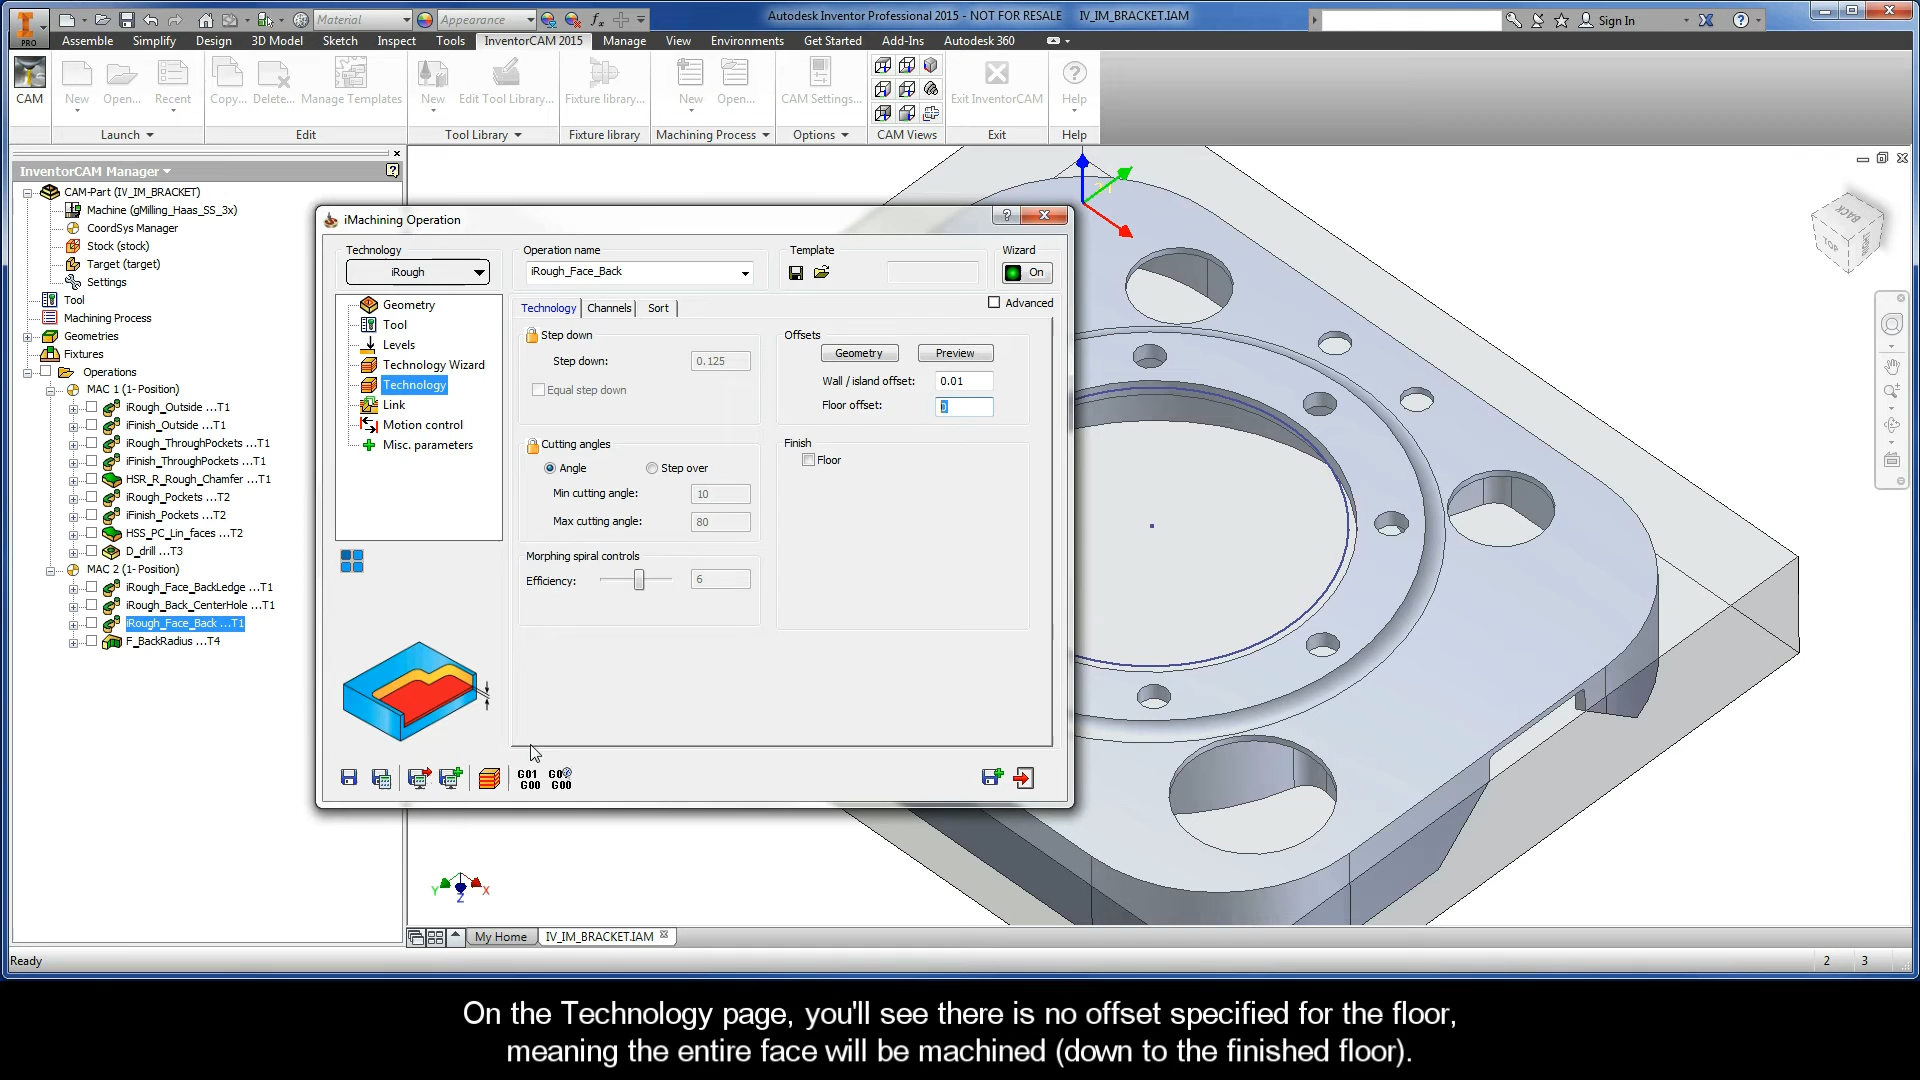 Material
Appearance
Autodesk Inventor Professional 2015 - NOT FOR RESALE IV_IM_BRACKET.IAM
Sign In
PRO
Assemble Simplify Design 3D Model Sketch Inspect Tools InventorCAM 2015 Manage View Environments Get Started Add-Ins Autodesk 360
CAM New Open... Recent Copy... Delete... Manage Templates New Edit Tool Library... Fixture library... New Open... CAM Settings... Exit InventorCAM Help
Launch Edit Tool Library Fixture library Machining Process Options CAM Views Exit Help
InventorCAM Manager
CAM-Part (IV_IM_BRACKET)
Machine (gMilling_Haas_SS_3x)
CoordSys Manager
Stock (stock)
Target (target)
Settings
Tool
Machining Process
Geometries
Fixtures
Operations
MAC 1 (1- Position)
iRough_Outside ...T1
iFinish_Outside ...T1
iRough_ThroughPockets ...T1
iFinish_ThroughPockets ...T1
HSR_R_Rough_Chamfer ...T1
iRough_Pockets ...T2
iFinish_Pockets ...T2
HSS_PC_Lin_faces ...T2
D_drill ...T3
MAC 2 (1- Position)
iRough_Face_BackLedge ...T1
iRough_Back_CenterHole ...T1
iRough_Face_Back ...T1
F_BackRadius ...T4
iMachining Operation
Technology
iRough
Operation name
iRough_Face_Back
Template
Wizard
On
Geometry
Tool
Levels
Technology Wizard
Technology
Link
Motion control
Misc. parameters
Technology Channels Sort
Advanced
Step down
Step down: 0.125
Equal step down
Cutting angles
Angle Step over
Min cutting angle: 10
Max cutting angle: 80
Morphing spiral controls
Efficiency: 6
Offsets
Geometry Preview
Wall / island offset: 0.01
Floor offset: 0
Finish
Floor
G01 G00
G00
BACK
TOP
Y Z X
My Home IV_IM_BRACKET.IAM
Ready
2 3
On the Technology page, you'll see there is no offset specified for the floor,
meaning the entire face will be machined (down to the finished floor).